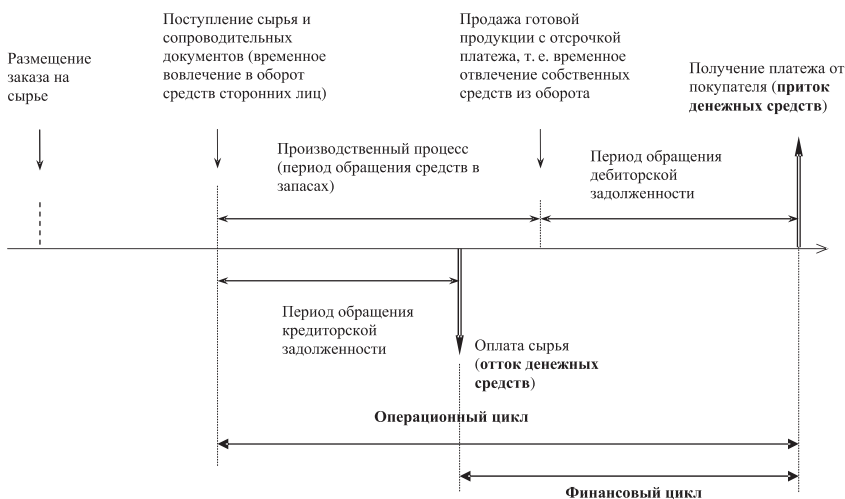 Размещение
заказа на
сырье
Поступление сырья и
сопроводительных
документов (временное
вовлечение в оборот
средств сторонних лиц)
Продажа готовой
продукции с отсрочкой
платежа, т. е. временное
отвлечение собственных
средств из оборота
Получение платежа от
покупателя (приток
денежных средств)
Производственный процесс
(период обращения средств в
запасах)
Период обращения
дебиторской
задолженности
Период обращения
кредиторской
задолженности
Оплата сырья
(отток денежных
средств)
Операционный цикл
Финансовый цикл